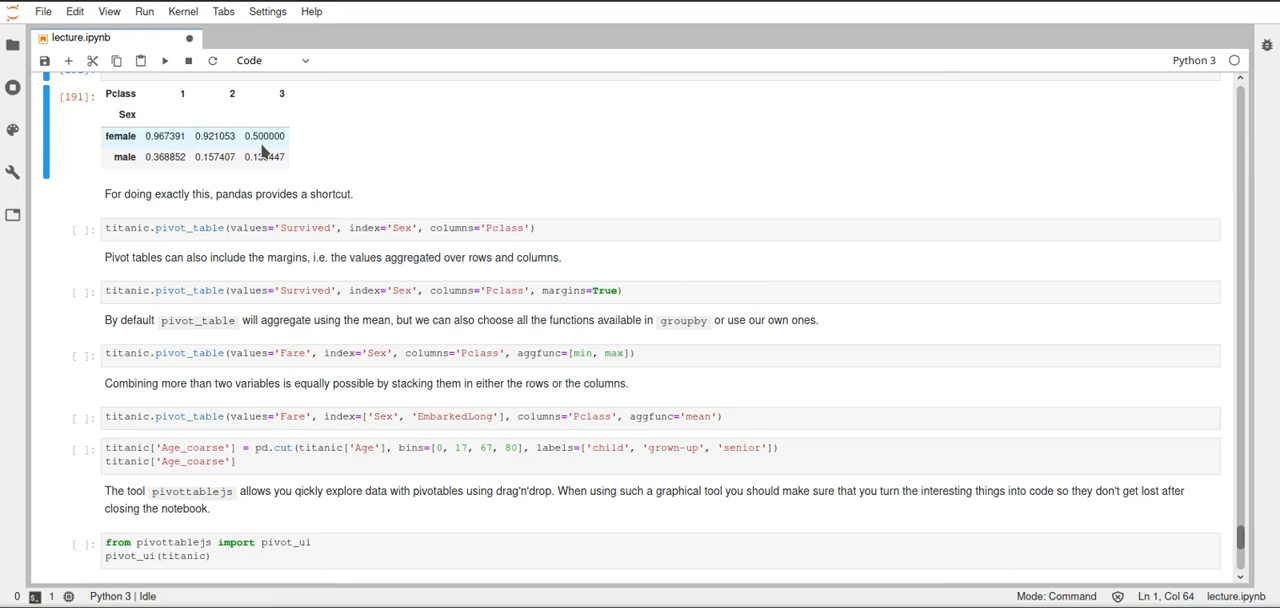 File Edit View Run Kernel Tabs Settings Help
lecture.ipynb
Code Python 3
[191]: Pclass 1 2 3
Sex
female 0.967391 0.921053 0.500000
male 0.368852 0.157407
For doing exactly this, pandas provides a shortcut.
[ ]: titanic.pivot_table(values='Survived', index='Sex', columns='Pclass')
Pivot tables can also include the margins, i.e. the values aggregated over rows and columns.
[ ]: titanic.pivot_table(values='Survived', index='Sex', columns='Pclass', margins=True)
By default pivot_table will aggregate using the mean, but we can also choose all the functions available in groupby or use our own ones.
[ ]: titanic.pivot_table(values='Fare', index='Sex', columns='Pclass', aggfunc=[min, max])
Combining more than two variables is equally possible by stacking them in either the rows or the columns.
[ ]: titanic.pivot_table(values='Fare', index=['Sex', 'EmbarkedLong'], columns='Pclass', aggfunc='mean')
[ ]: titanic['Age_coarse'] = pd.cut(titanic['Age'], bins=[0, 17, 67, 80], labels=['child', 'grown-up', 'senior'])
titanic['Age_coarse']
The tool pivottablejs allows you qickly explore data with pivotables using drag'n'drop. When using such a graphical tool you should make sure that you turn the interesting things into code so they don't get lost after
closing the notebook.
[ ]: from pivottablejs import pivot_ui
pivot_ui(titanic)
0 1 Python 3 | Idle Mode: Command Ln 1, Col 64 lecture.ipynb